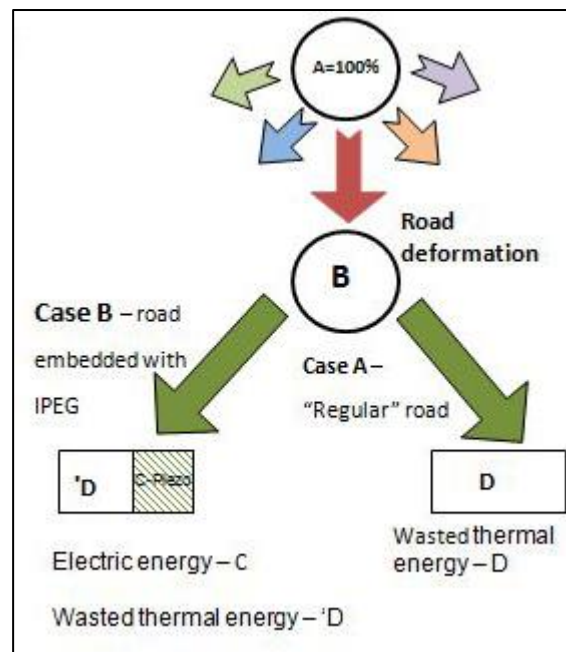 A=100%
Road
deformation
B
Case B – road
embedded with
IPEG
Case A –
"Regular" road
'D
C-Piezo
D
Electric energy – C
Wasted thermal energy – 'D
Wasted thermal
energy – D